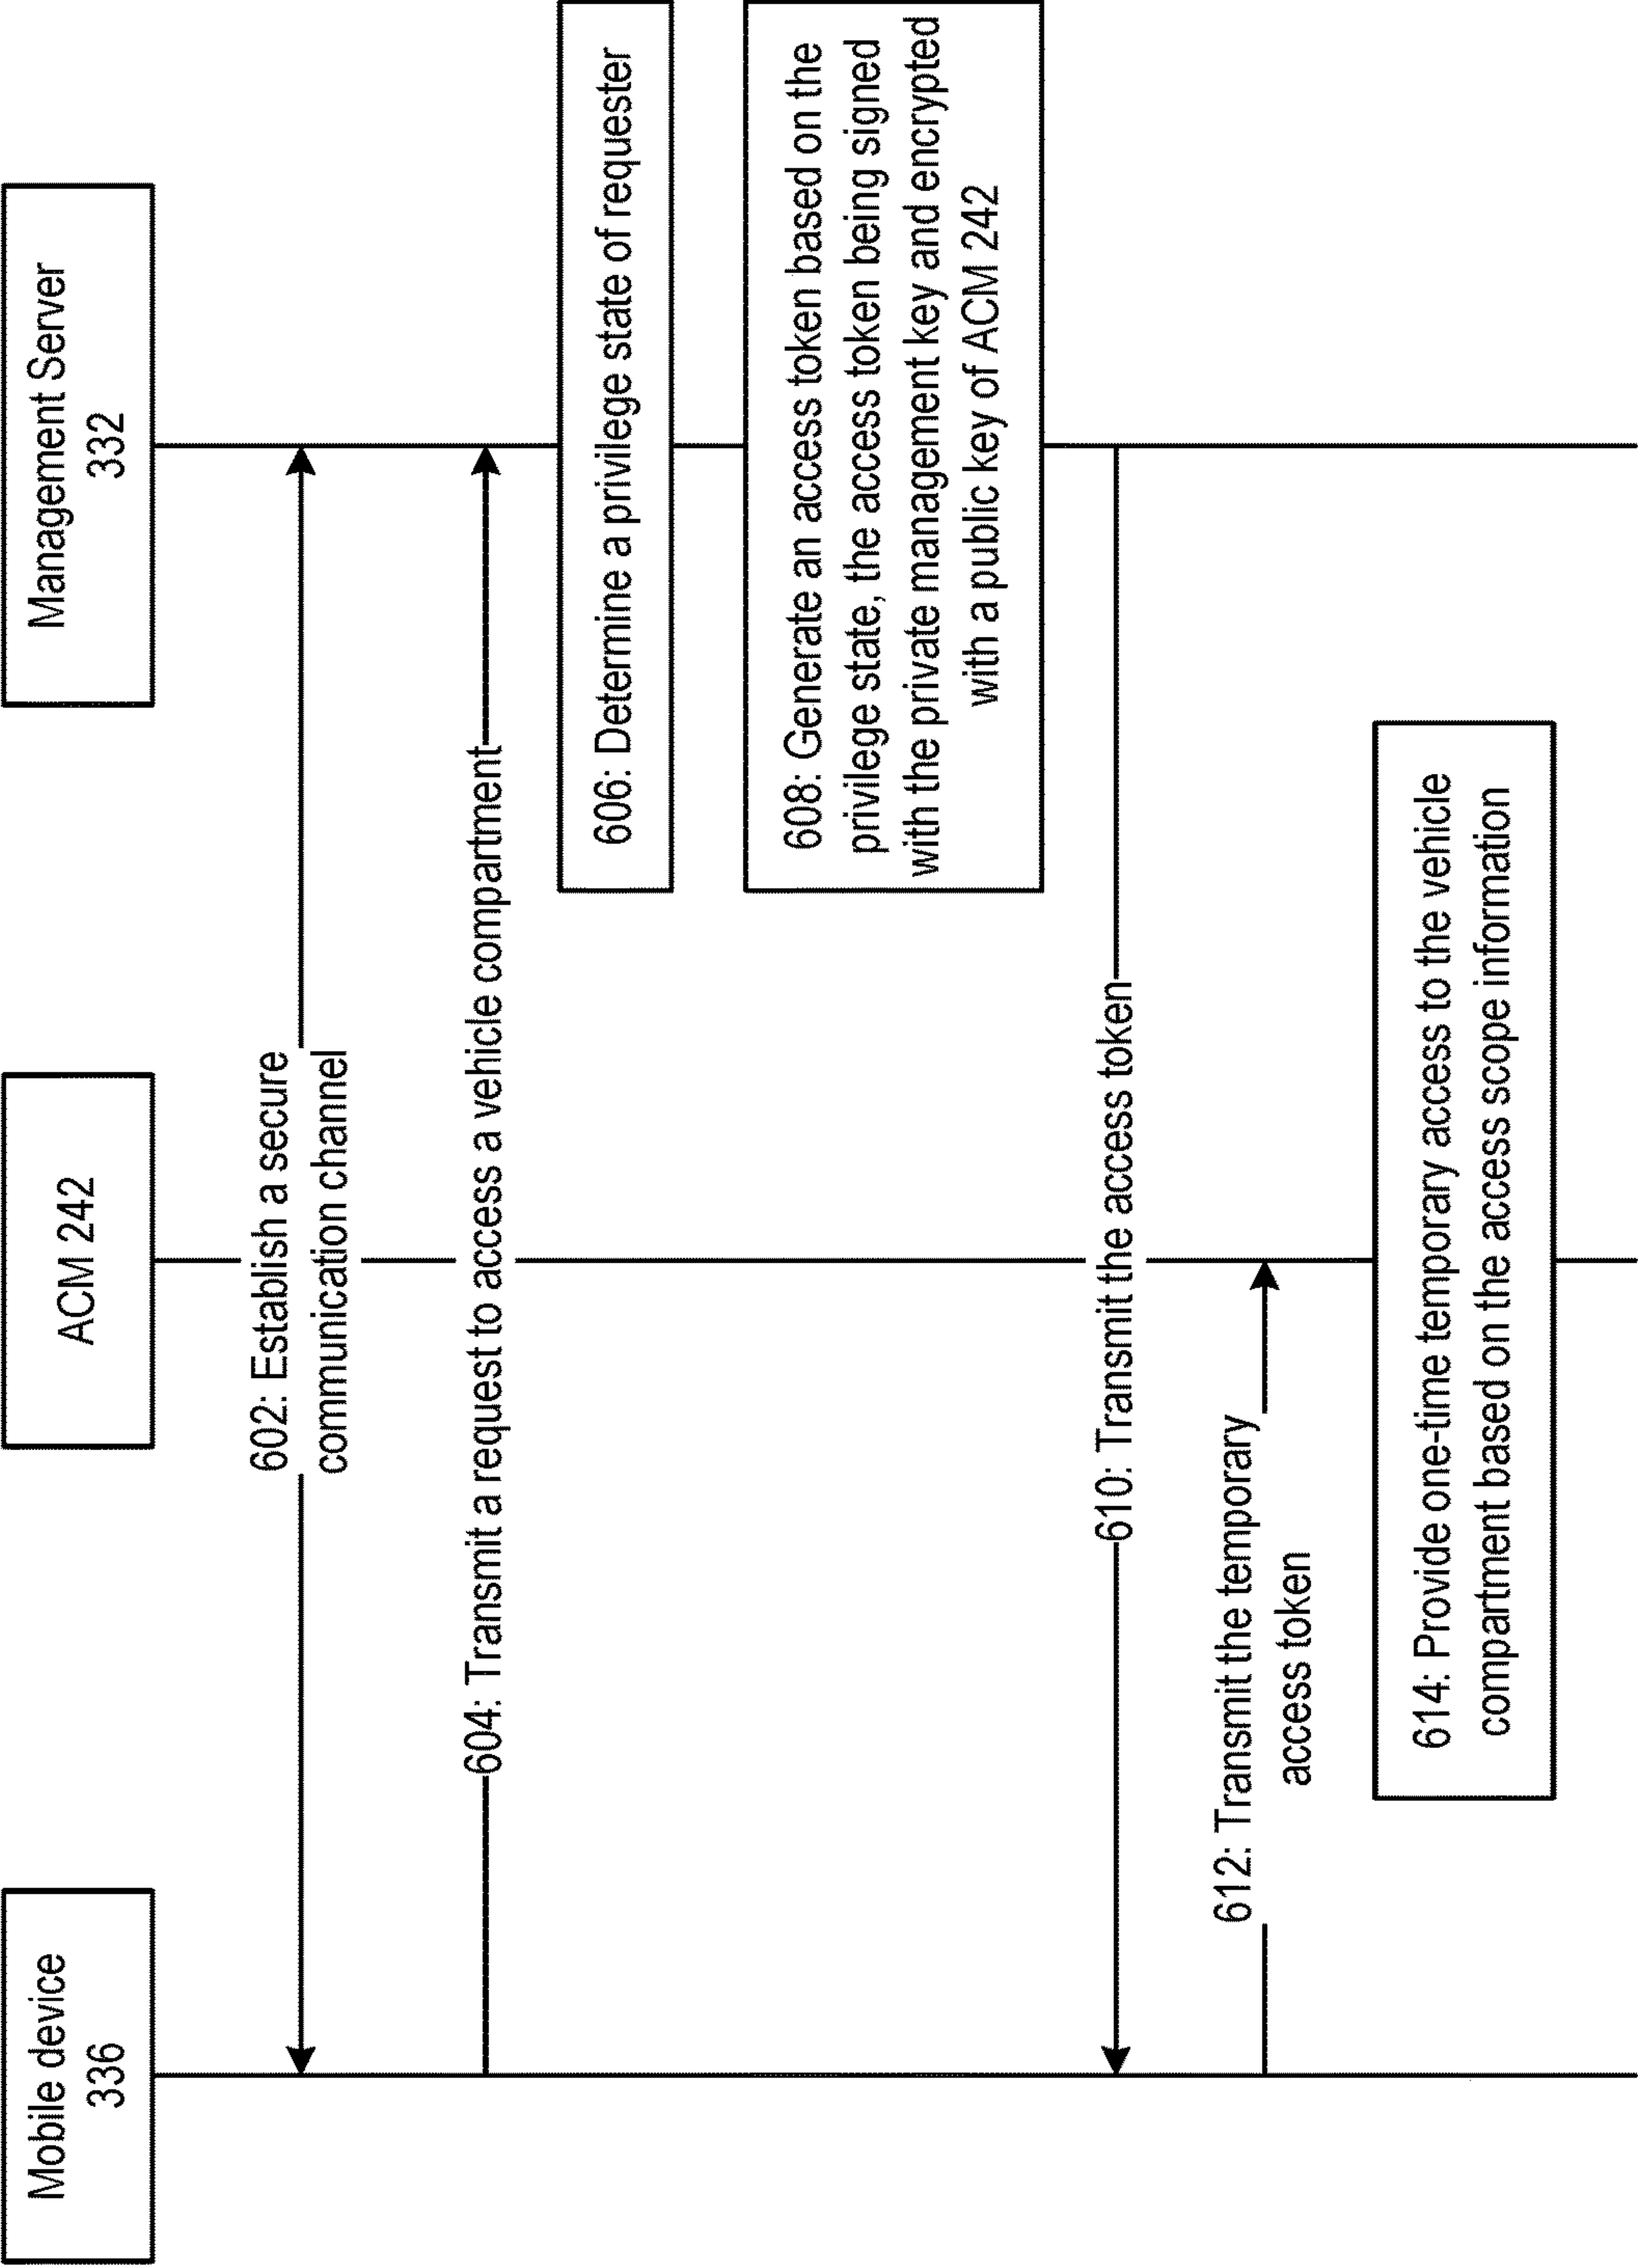 Mobile device
336
ACM 242
Management Server
332
602: Establish a secure
communication channel
604: Transmit a request to access a vehicle compartment
606: Determine a privilege state of requester
608: Generate an access token based on the
privilege state, the access token being signed
with the private management key and encrypted
with a public key of ACM 242
610: Transmit the access token
612: Transmit the temporary
access token
614: Provide one-time temporary access to the vehicle
compartment based on the access scope information